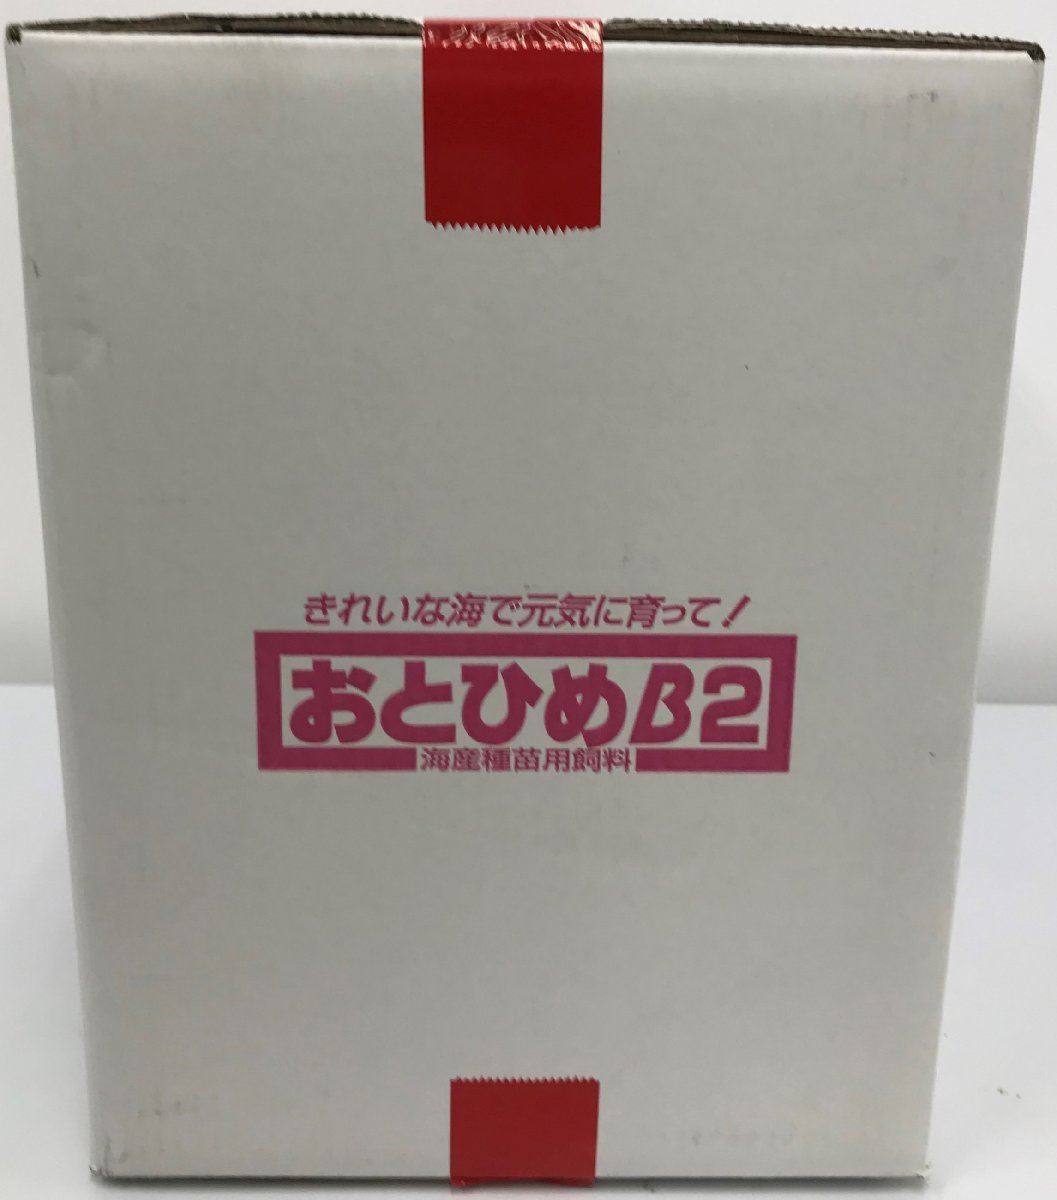 きれいな海で元気に育って!
おとひめB2
海産種苗用飼料